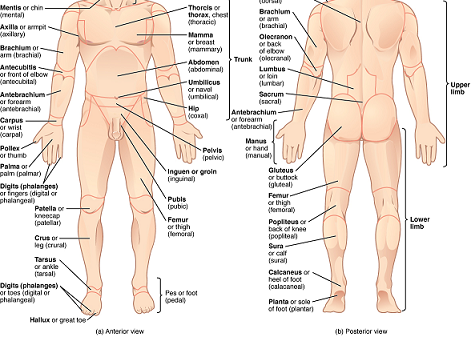 Mentis or chin
(mental)
Axilla or armpit
(axillary)
Brachium or
arm (brachial)
Antecubitis
or front of elbow
(antecubital)
Antebrachium
or forearm
(antebrachial)
Carpus
or wrist
(carpal)
Pollex
or thumb
Palma or
palm (palmar)
Digits (phalanges)
or fingers (digital or
phalangeal)
Patella or
kneecap
(patellar)
Crus or
leg (crural)
Tarsus
or ankle
(tarsal)
Digits (phalanges)
or toes (digital or
phalangeal)
Hallux or great toe
Thorcis or
thorax, chest
(thoracic)
Mamma
or breast
(mammary)
Abdomen
(abdominal)
Umbilicus
or navel
(umbilical)
Hip
(coxal)
Trunk
Pelvis
(pelvic)
Inguen or groin
(inguinal)
Pubis
(pubic)
Femur
or thigh
(femoral)
Pes or foot
(pedal)
(a) Anterior view
(dorsal)
Brachium or
arm (brachial)
Olecranon
or back
of elbow
(olecranal)
Lumbus
or loin
(lumbar)
Sacrum
(sacral)
Antebrachium
or forearm
(antebrachial)
Manus
or hand
(manual)
Gluteus
or buttock
(gluteal)
Femur
or thigh
(femoral)
Popliteus or
back of knee
(popliteal)
Sura
or calf
(sural)
Calcaneus or
heel of foot
(calacaneal)
Planta or sole
of foot (plantar)
Upper
limb
Lower
limb
(b) Posterior view